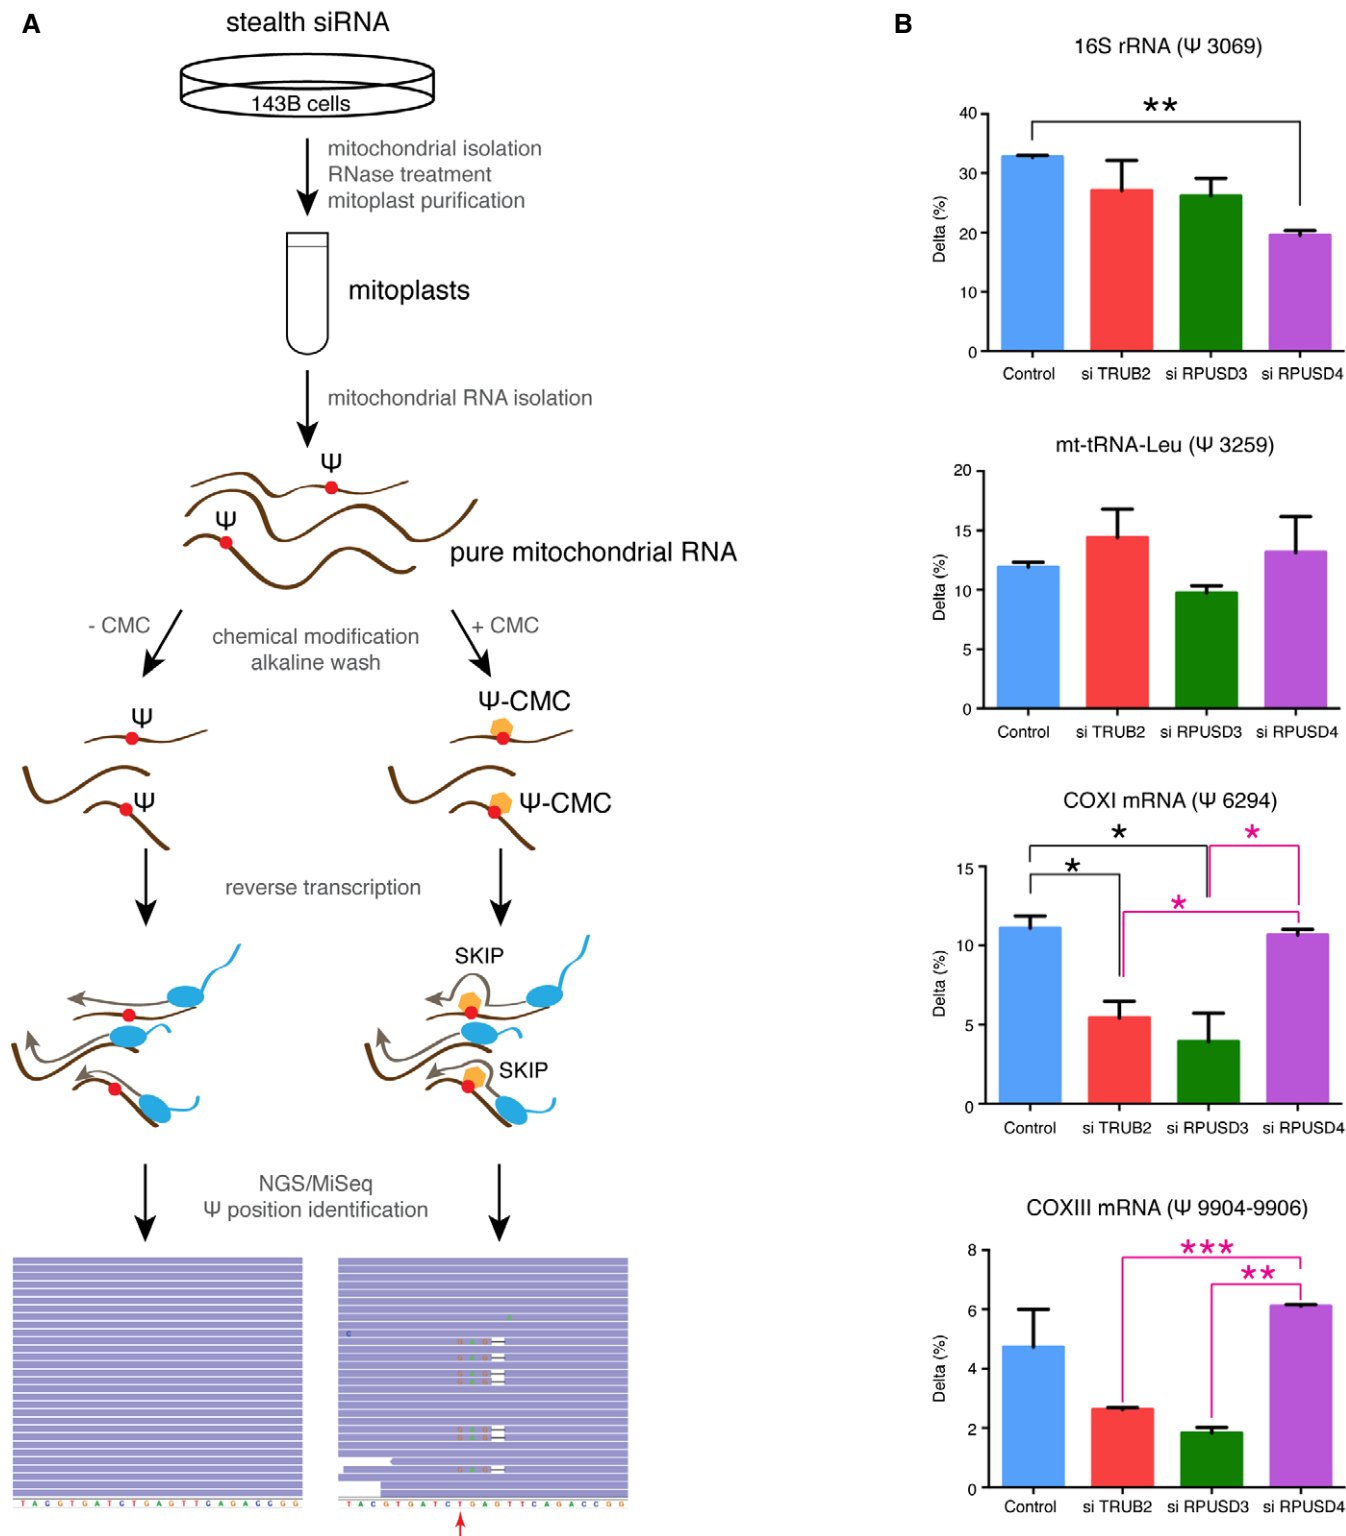 A
stealth siRNA
143B cells
mitochondrial isolation
RNase treatment
mitoplast purification
mitoplasts
mitochondrial RNA isolation
Ψ
Ψ
pure mitochondrial RNA
- CMC
chemical modification
alkaline wash
+ CMC
Ψ
Ψ-CMC
Ψ
Ψ-CMC
reverse transcription
SKIP
SKIP
NGS/MiSeq
Ψ position identification
C
T A C G T G A T C T G A G T T C A G A C C G G
T A C G T G A T C T G A G T T C A G A C C G G
B
16S rRNA (Ψ 3069)
**
40
30
20
10
0
Delta (%)
Control
si TRUB2
si RPUSD3
si RPUSD4
mt-tRNA-Leu (Ψ 3259)
20
15
10
5
0
Delta (%)
Control
si TRUB2
si RPUSD3
si RPUSD4
COXI mRNA (Ψ 6294)
*
*
*
*
15
10
5
0
Delta (%)
Control
si TRUB2
si RPUSD3
si RPUSD4
COXIII mRNA (Ψ 9904-9906)
***
**
8
6
4
2
0
Delta (%)
Control
si TRUB2
si RPUSD3
si RPUSD4